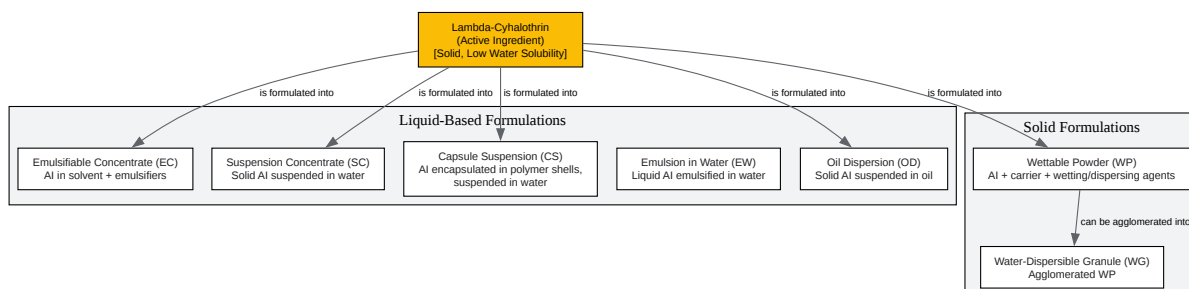 Lambda-Cyhalothrin
(Active Ingredient)
[Solid, Low Water Solubility]
is formulated into
is formulated into
is formulated into
is formulated into
is formulated into
Liquid-Based Formulations
Solid Formulations
Emulsifiable Concentrate (EC)
AI in solvent + emulsifiers
Suspension Concentrate (SC)
Solid AI suspended in water
Capsule Suspension (CS)
AI encapsulated in polymer shells,
suspended in water
Emulsion in Water (EW)
Liquid AI emulsified in water
Oil Dispersion (OD)
Solid AI suspended in oil
Wettable Powder (WP)
AI + carrier + wetting/dispersing agents
can be agglomerated into
Water-Dispersible Granule (WG)
Agglomerated WP